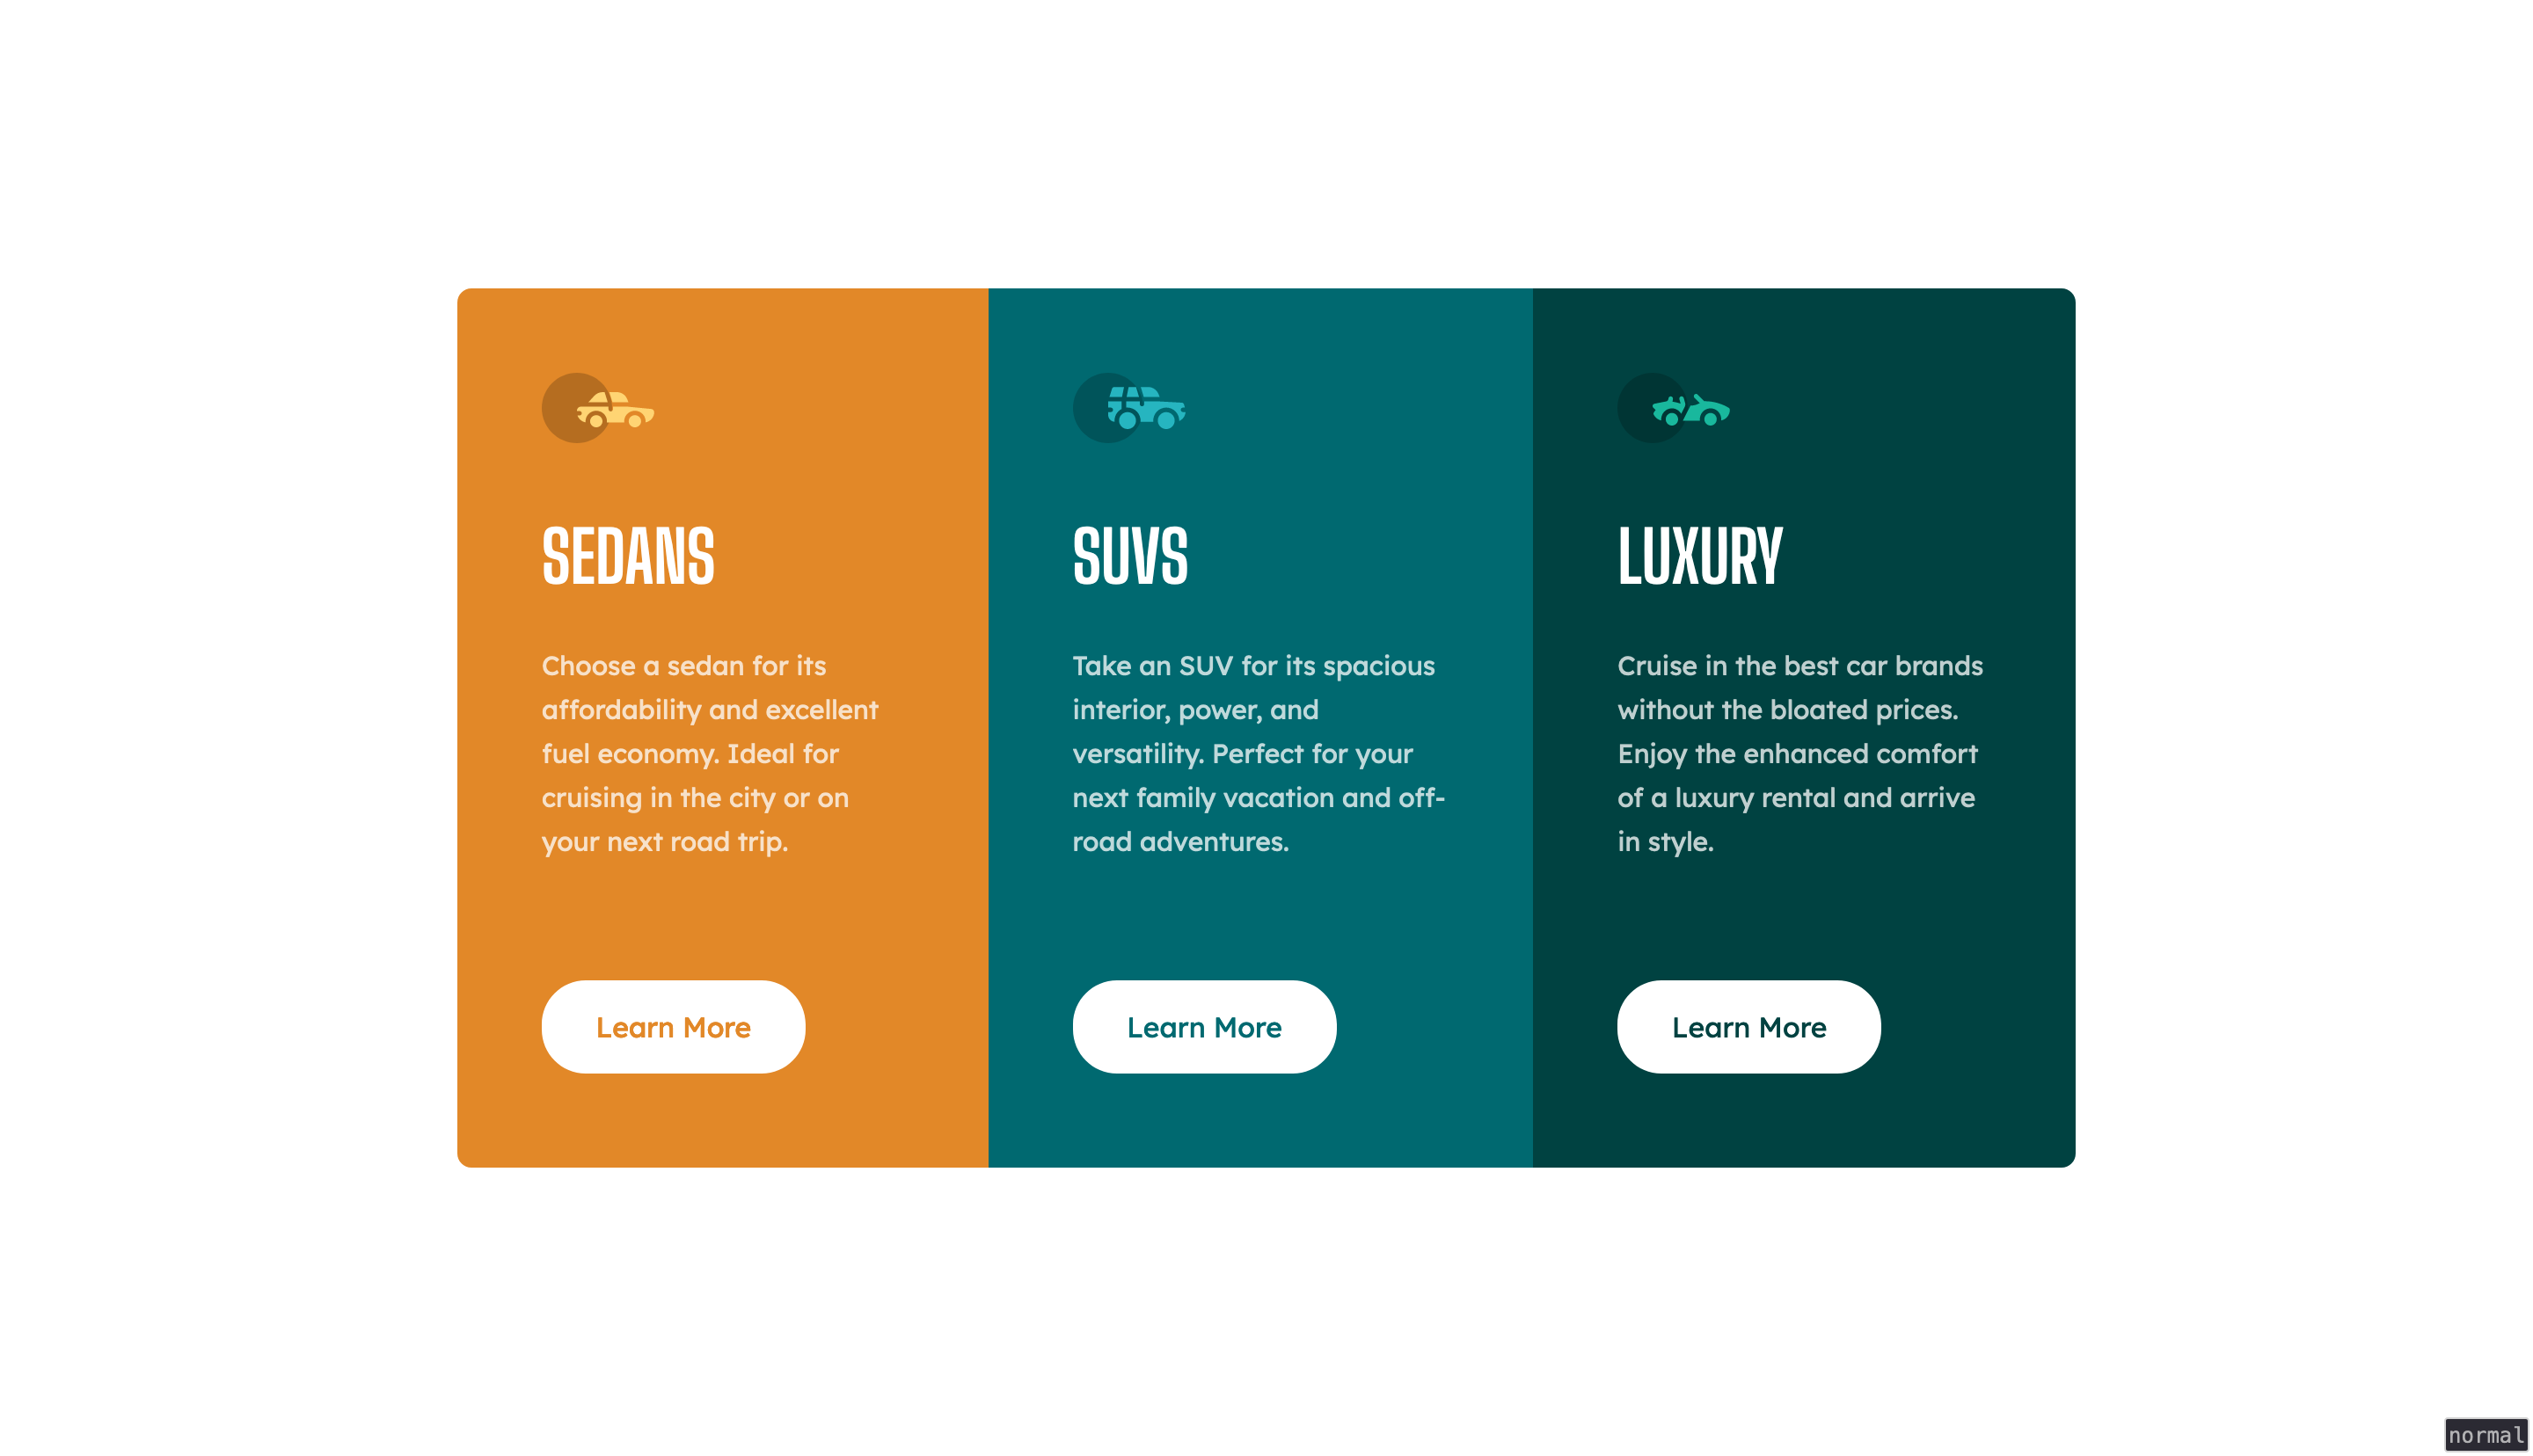 SEDANS
Choose a sedan for its
affordability and excellent
fuel economy. Ideal for
cruising in the city or on
your next road trip.
Learn More
SUVS
Take an SUV for its spacious
interior, power, and
versatility. Perfect for your
next family vacation and off-
road adventures.
Learn More
LUXURY
Cruise in the best car brands
without the bloated prices.
Enjoy the enhanced comfort
of a luxury rental and arrive
in style.
Learn More
normal